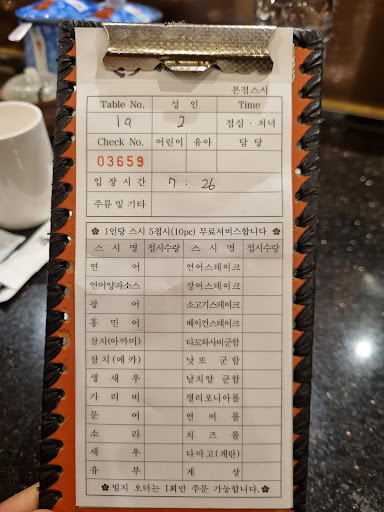 본점스시
Table No. 성 인 Time
19 2 점심 · 저녁
Check No. 어린이 유아 담 당
03659
입 장 시 간 7 : 26
주류 및 기타
✿ 1인당 스시 5접시(10pc) 무료서비스합니다 ✿
스 시 명 접시수량 스 시 명 접시수량
연 어 연어스테이크
연어양파소스 장어스테이크
광 어 소고기스테이크
홍 민 어 베이컨스테이크
참치(아까미) 타꼬와사비군함
참치(메카) 낫 또 군함
생 새 우 날치알 군함
가 리 비 캘리포니아롤
문 어 연 어 롤
소 라 치 즈 롤
새 우 다마고(계란)
유 부 게 살
✿ 빌지 오더는 1회만 주문 가능합니다. ✿